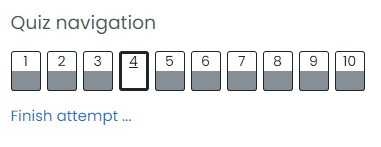 Quiz navigation
1 2 3 4 5 6 7 8 9 10
Finish attempt ...